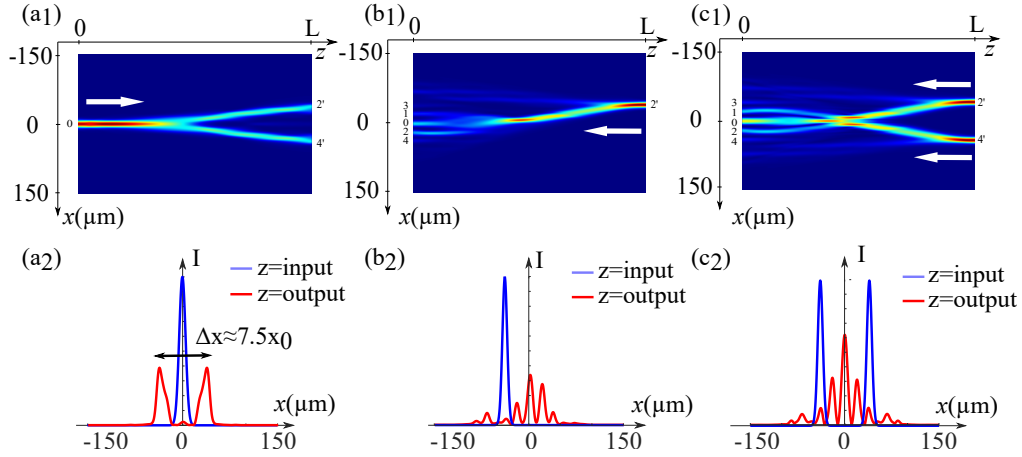 (a1)
0
L
z
-150
0
150
x(μm)
0
2'
4'
(b1)
0
L
z
-150
0
150
x(μm)
3
1
0
2
4
2'
(c1)
0
L
z
-150
0
150
x(μm)
3
1
0
2
4
2'
4'
(a2)
I
z=input
z=output
Δx≈7.5x0
x(μm)
-150
0
150
(b2)
I
z=input
z=output
x(μm)
-150
0
150
(c2)
I
z=input
z=output
x(μm)
-150
0
150